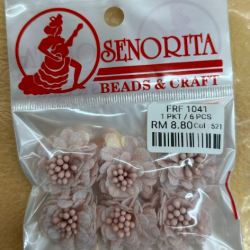 SENORITA
BEADS & CRAFT
FRF 1041
1 PKT / 6 PCS
RM 8.80 Col : 521